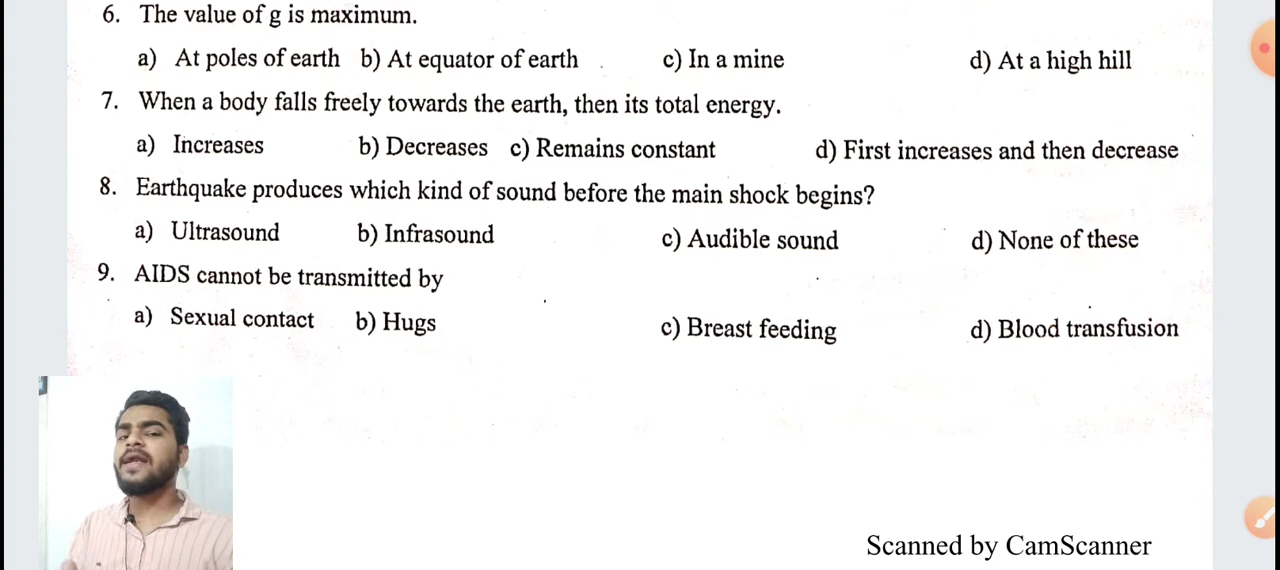 6. The value of g is maximum.
a) At poles of earth b) At equator of earth c) In a mine d) At a high hill
7. When a body falls freely towards the earth, then its total energy.
a) Increases b) Decreases c) Remains constant d) First increases and then decrease
8. Earthquake produces which kind of sound before the main shock begins?
a) Ultrasound b) Infrasound c) Audible sound d) None of these
9. AIDS cannot be transmitted by
a) Sexual contact b) Hugs c) Breast feeding d) Blood transfusion
Scanned by CamScanner